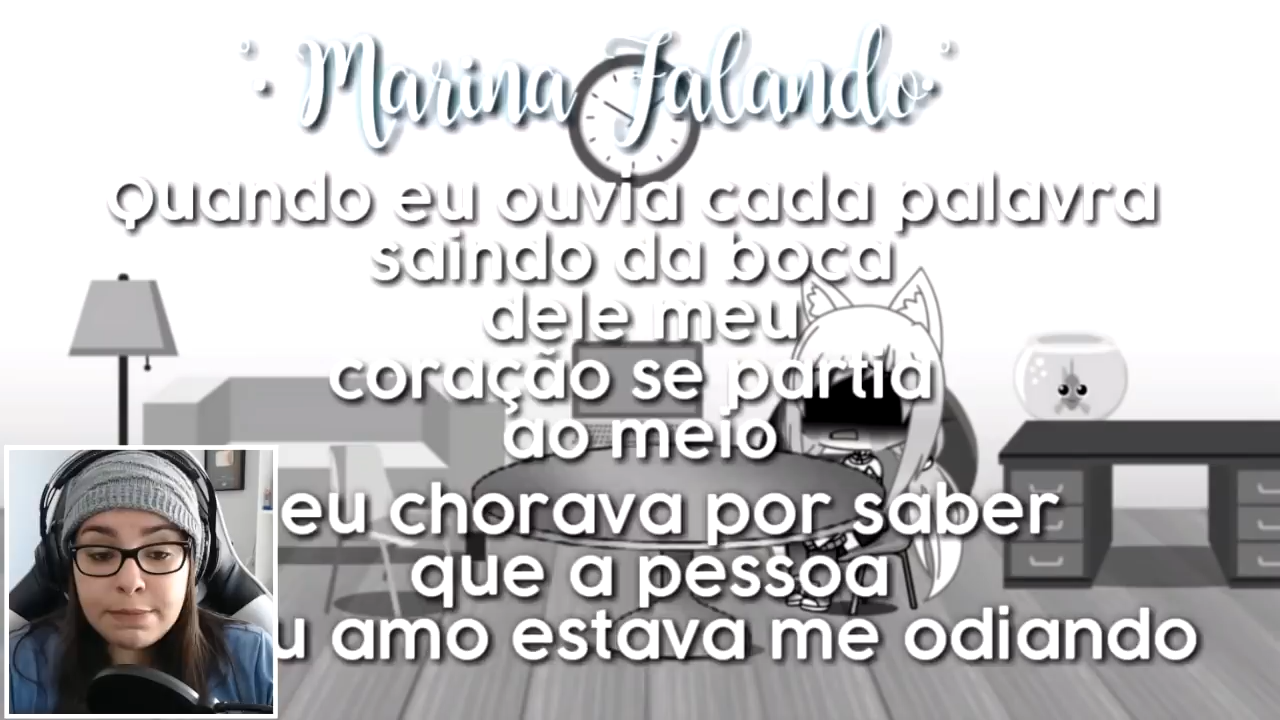 Marina Falando
Quando eu ouvia cada palavra
saindo da boca
dele meu
coração se partia
ao meio
eu chorava por saber
que a pessoa
u amo estava me odiando